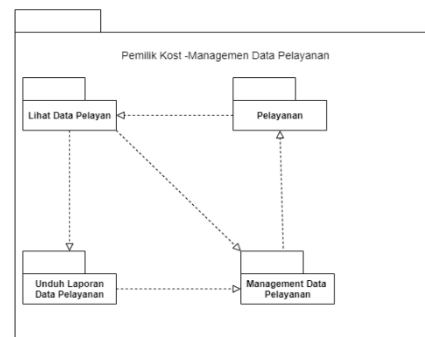 Pemilik Kost -Managemen Data Pelayanan
Lihat Data Pelayan
Pelayanan
Unduh Laporan
Data Pelayanan
Management Data
Pelayanan